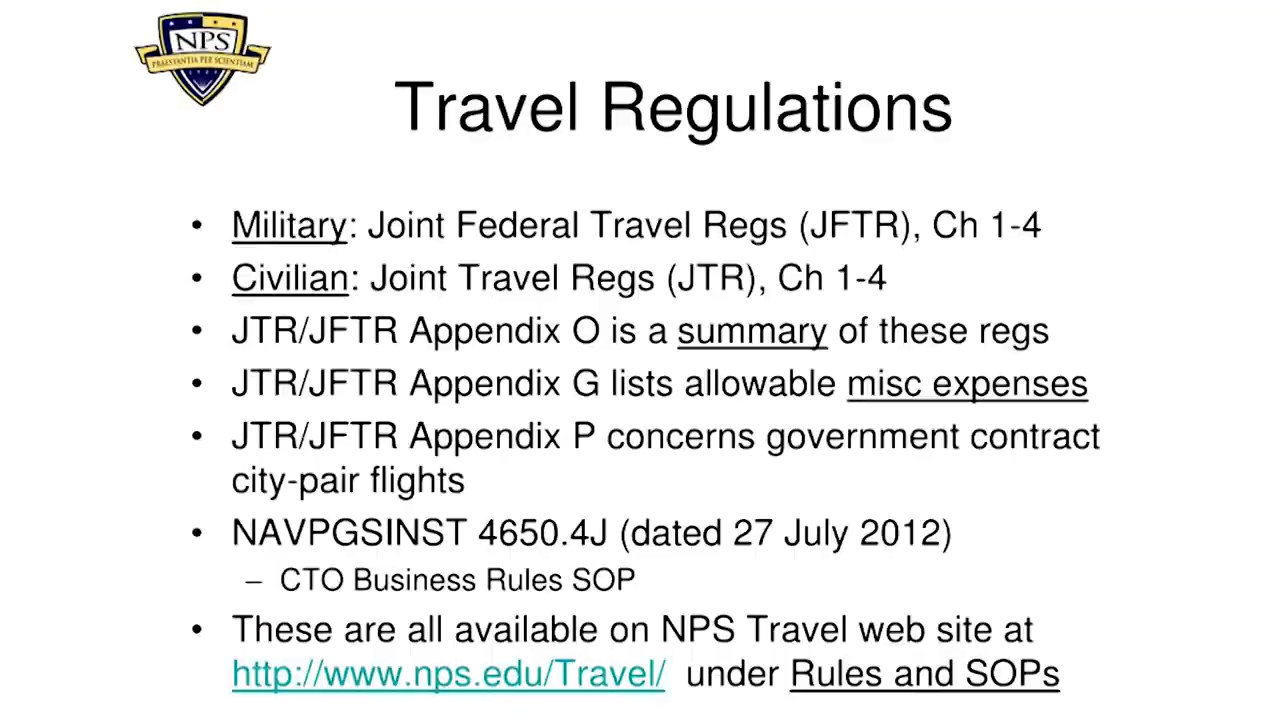 NPS
PRAESTANTIA PER SCIENTIAM
Travel Regulations
• Military: Joint Federal Travel Regs (JFTR), Ch 1-4
• Civilian: Joint Travel Regs (JTR), Ch 1-4
• JTR/JFTR Appendix O is a summary of these regs
• JTR/JFTR Appendix G lists allowable misc expenses
• JTR/JFTR Appendix P concerns government contract
city-pair flights
• NAVPGSINST 4650.4J (dated 27 July 2012)
– CTO Business Rules SOP
• These are all available on NPS Travel web site at
http://www.nps.edu/Travel/ under Rules and SOPs